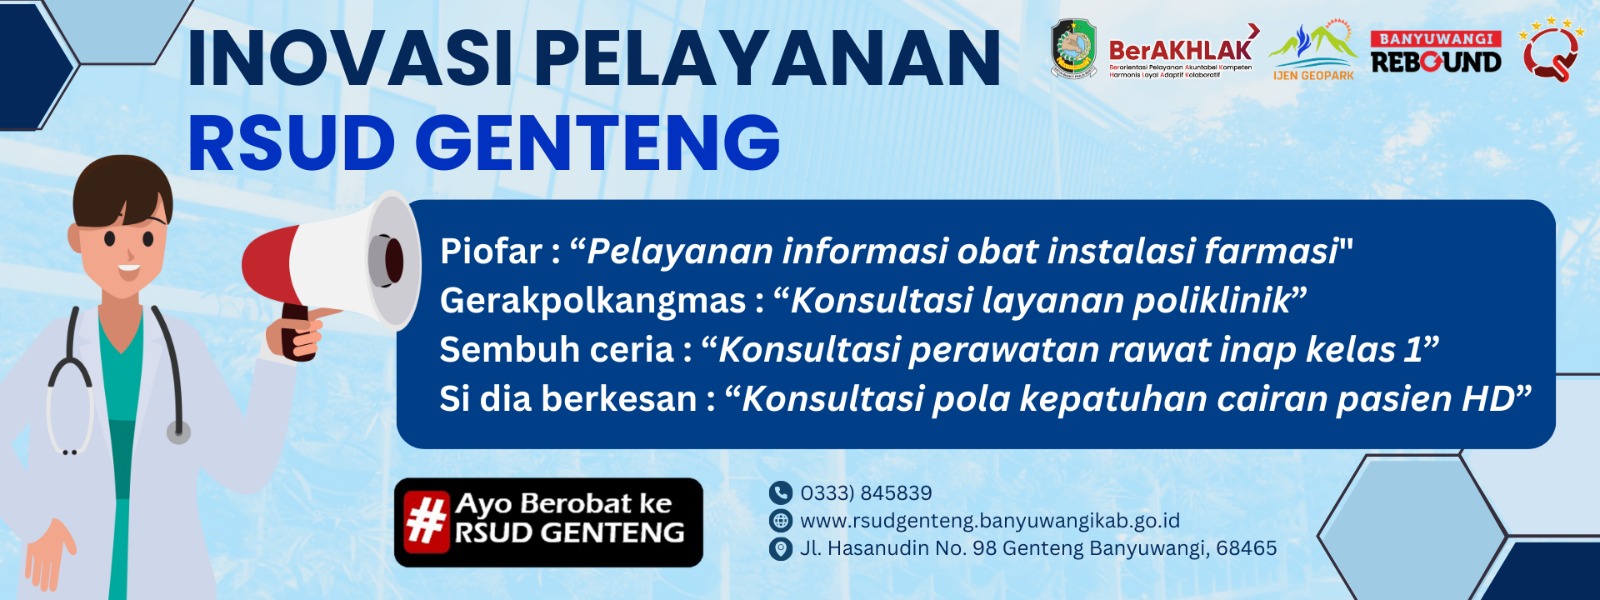 INOVASI PELAYANAN
RSUD GENTENG
BerAKHLAK
Berorientasi Pelayanan Akuntabel Kompeten
Harmonis Loyal Adaptif Kolaboratif
IJEN GEOPARK
BANYUWANGI
REBOUND
Piofar : “Pelayanan informasi obat instalasi farmasi"
Gerakpolkangmas : “Konsultasi layanan poliklinik”
Sembuh ceria : “Konsultasi perawatan rawat inap kelas 1”
Si dia berkesan : “Konsultasi pola kepatuhan cairan pasien HD”
# Ayo Berobat ke
RSUD GENTENG
0333) 845839
www.rsudgenteng.banyuwangikab.go.id
Jl. Hasanudin No. 98 Genteng Banyuwangi, 68465